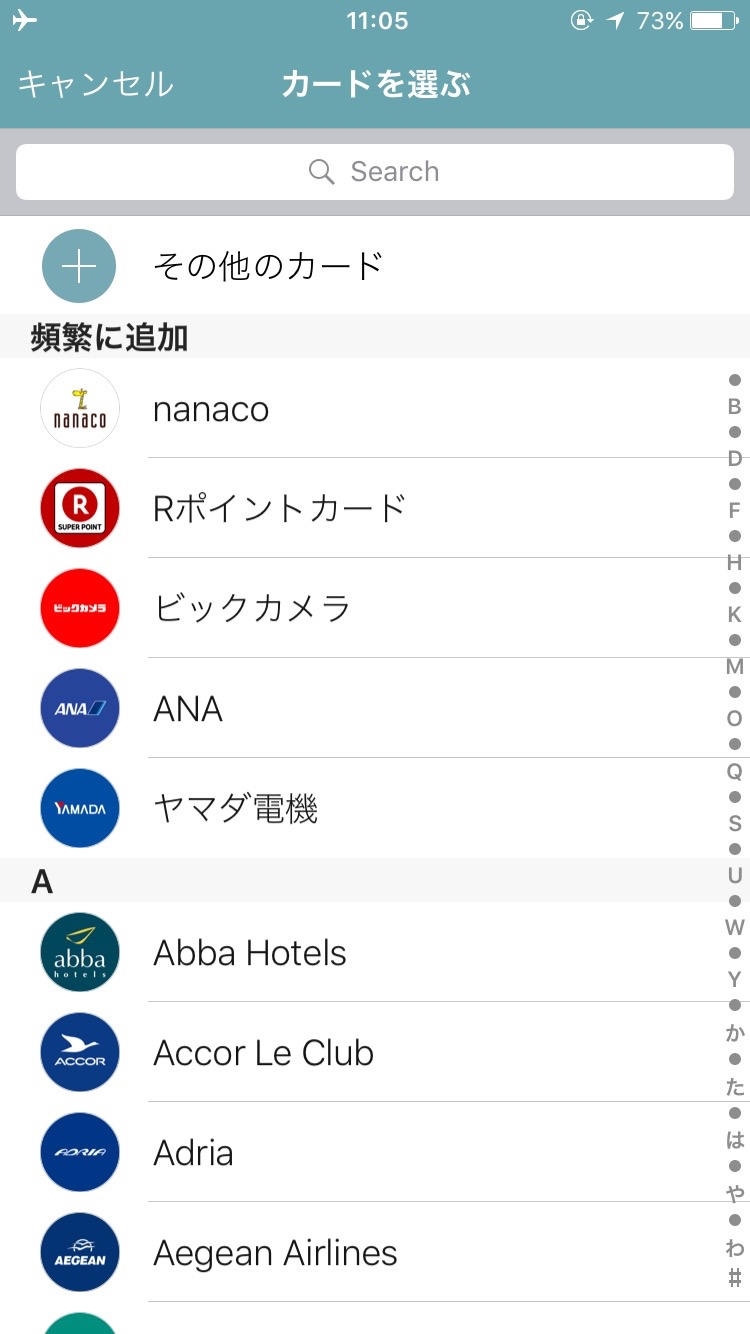 11:05
73%
キャンセル
カードを選ぶ
Search
その他のカード
頻繁に追加
nanaco
nanaco
R
SUPER POINT
Rポイントカード
ビックカメラ
ビックカメラ
ANA
ANA
YAMADA
ヤマダ電機
A
abba
hotels
Abba Hotels
ACCOR
Accor Le Club
ADRIA
Adria
AEGEAN
Aegean Airlines
B
D
F
H
K
M
O
Q
S
U
W
Y
か
た
は
や
わ
#